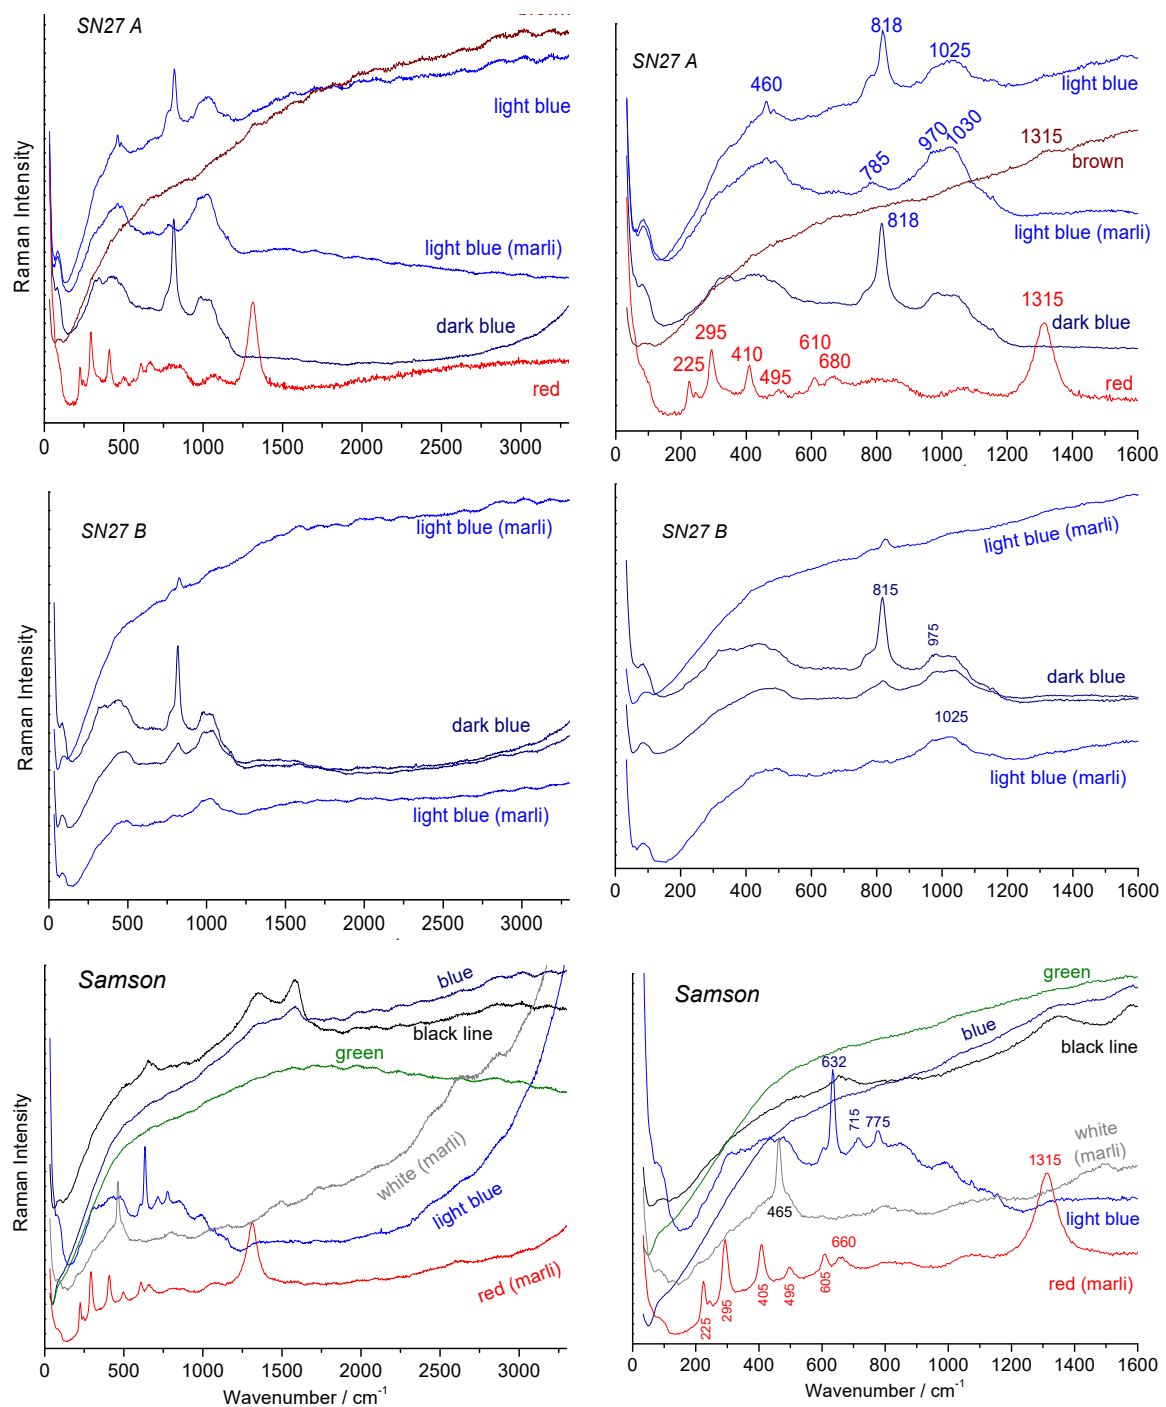 SN27 A
brown
light blue
light blue (marli)
dark blue
red
Raman Intensity
0 500 1000 1500 2000 2500 3000
SN27 A
818
1025
460
light blue
970
1030
1315
brown
785
light blue (marli)
818
1315
dark blue
295
610
225
410
680
495
red
0 200 400 600 800 1000 1200 1400 1600
SN27 B
light blue (marli)
dark blue
light blue (marli)
Raman Intensity
0 500 1000 1500 2000 2500 3000
SN27 B
light blue (marli)
815
975
dark blue
1025
light blue (marli)
0 200 400 600 800 1000 1200 1400 1600
Samson
blue
black line
green
white (marli)
light blue
red (marli)
Raman Intensity
0 500 1000 1500 2000 2500 3000
Wavenumber / cm-1
Samson
green
blue
black line
632
715
775
white
(marli)
1315
465
light blue
660
red (marli)
225
295
405
495
605
0 200 400 600 800 1000 1200 1400 1600
Wavenumber / cm-1